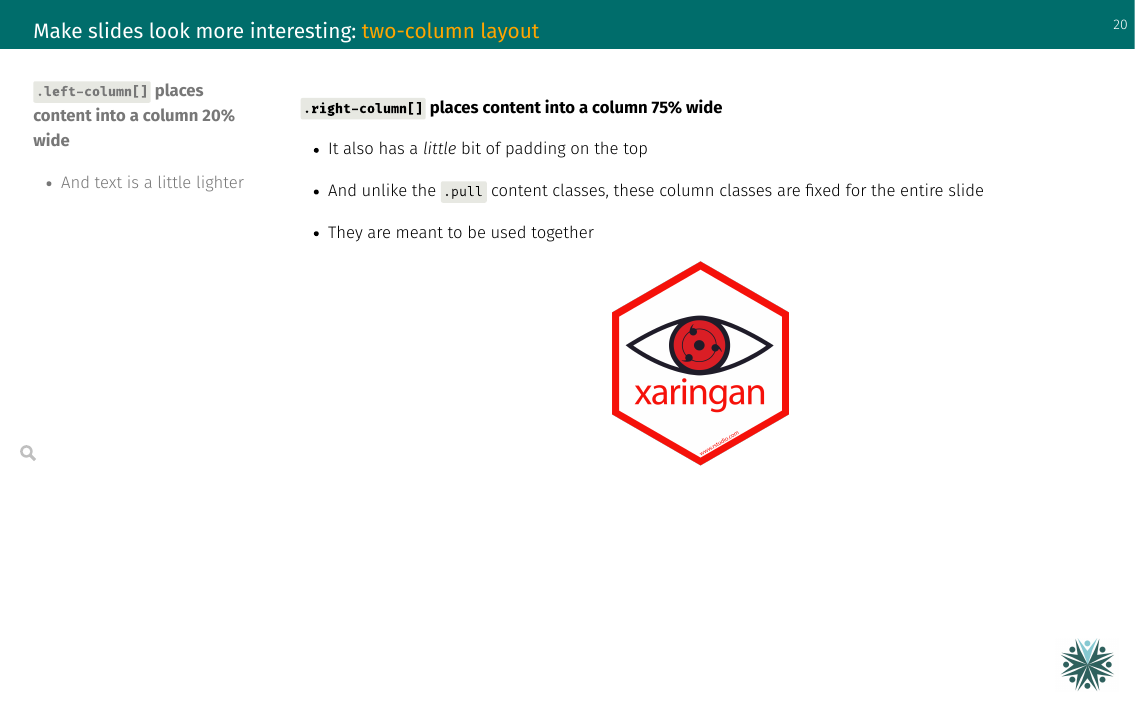 Make slides look more interesting: two-column layout
20
.left-column[] places
content into a column 20%
wide
• And text is a little lighter
.right-column[] places content into a column 75% wide
• It also has a little bit of padding on the top
• And unlike the .pull content classes, these column classes are fixed for the entire slide
• They are meant to be used together
xaringan
www.rstudio.com